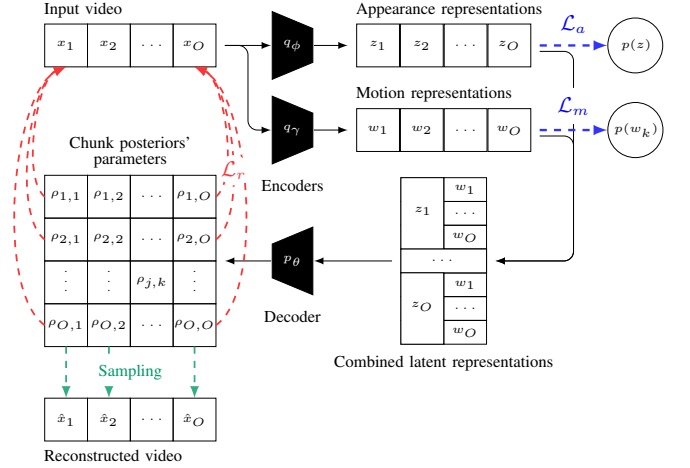 Input video
Appearance representations
x_1 x_2 ⋯ x_O
q_ϕ
z_1 z_2 ⋯ z_O
ℒ_a
p(z)
Motion representations
q_γ
w_1 w_2 ⋯ w_O
ℒ_m
p(w_k)
Chunk posteriors'
parameters
ℒ_r
Encoders
ρ_{1,1} ρ_{1,2} ⋯ ρ_{1,O}
ρ_{2,1} ρ_{2,2} ⋯ ρ_{2,O}
⋮ ⋮ ρ_{j,k} ⋮
ρ_{O,1} ρ_{O,2} ⋯ ρ_{O,O}
z_1
w_1
⋯
w_O
⋯
z_O
w_1
⋯
w_O
p_θ
Decoder
Combined latent representations
Sampling
x̂_1 x̂_2 ⋯ x̂_O
Reconstructed video